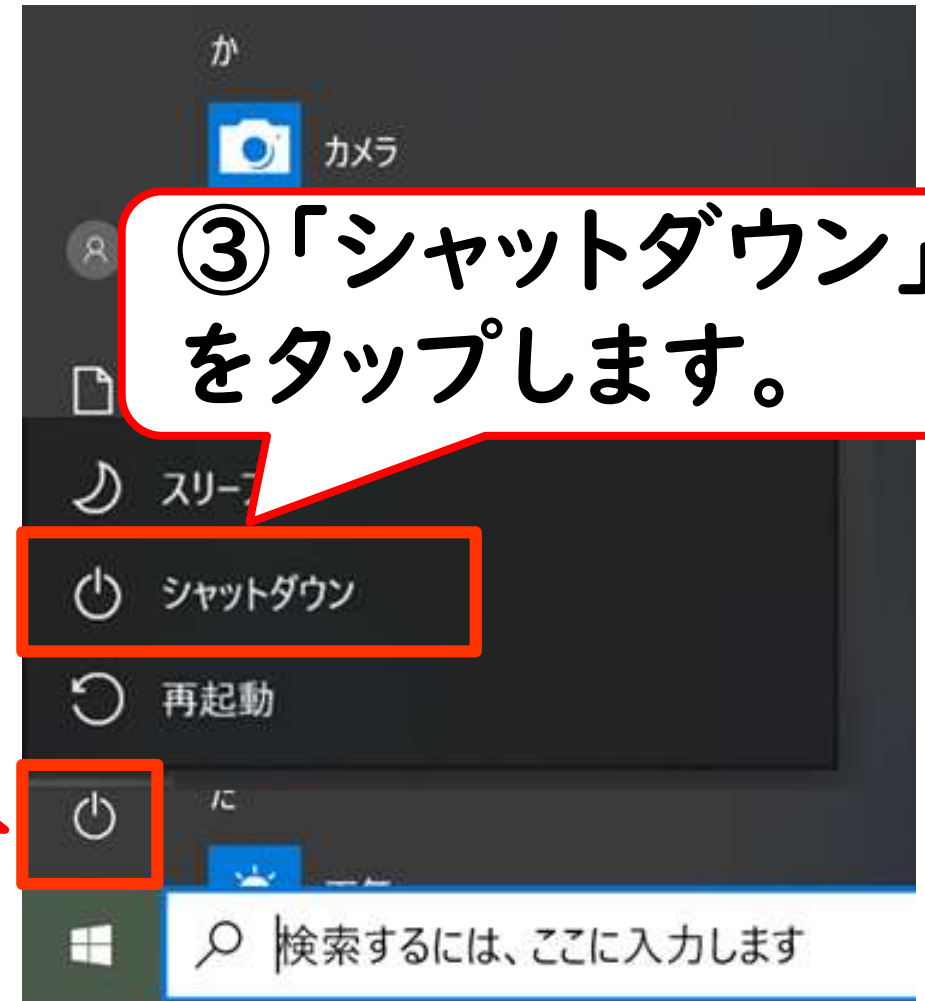 か
カメラ
③「シャットダウン」
をタップします。
シャットダウン
再起動
検索するには、ここに入力します